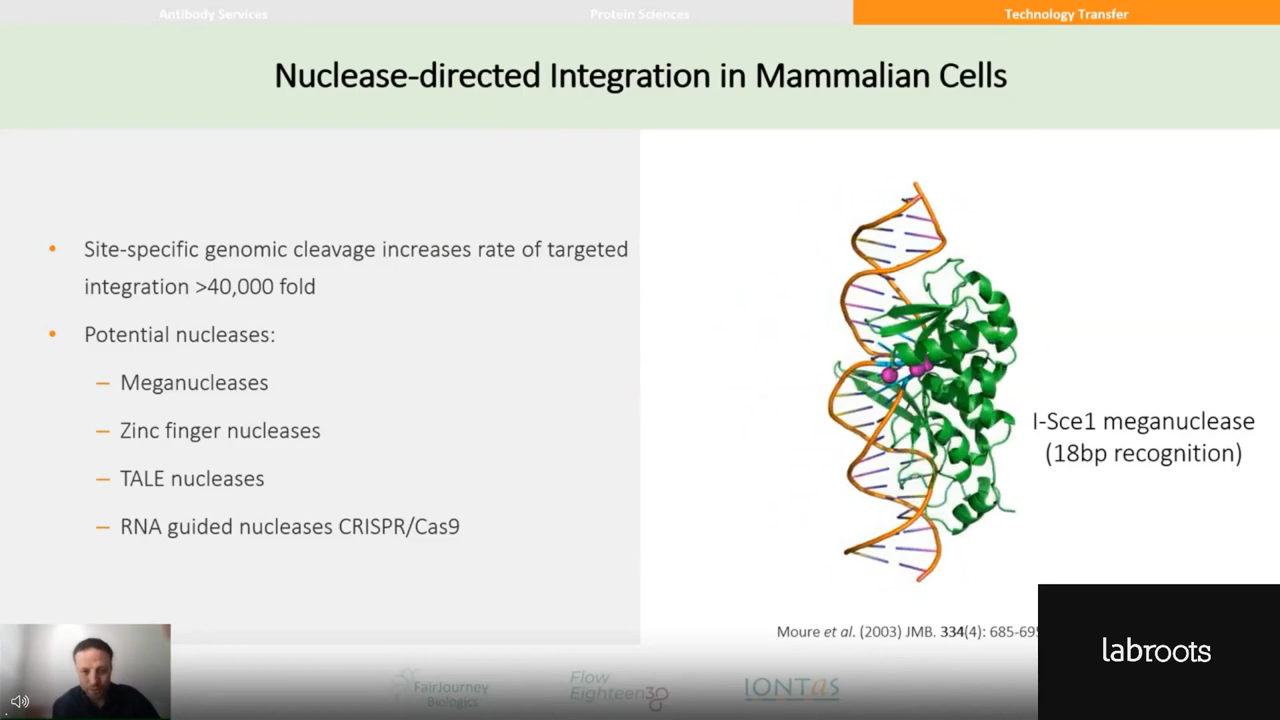 Antibody Services
Protein Sciences
Technology Transfer
Nuclease-directed Integration in Mammalian Cells
• Site-specific genomic cleavage increases rate of targeted
integration >40,000 fold
• Potential nucleases:
– Meganucleases
– Zinc finger nucleases
– TALE nucleases
– RNA guided nucleases CRISPR/Cas9
I-Sce1 meganuclease
(18bp recognition)
Moure et al. (2003) JMB. 334(4): 685-695
labroots
FairJourney
Biologics
Flow
Eighteen38
IONTAS